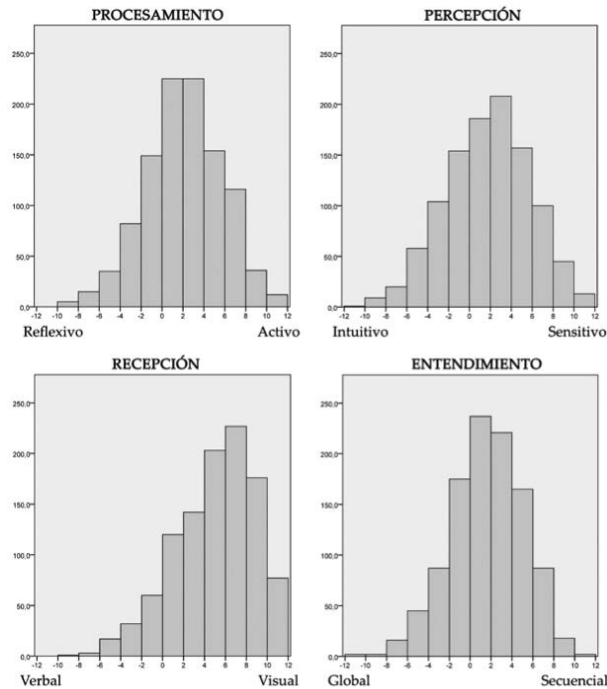 PROCESAMIENTO
250,0
200,0
150,0
100,0
50,0
0,0
-12 -10 -8 -6 -4 -2 0 2 4 6 8 10 12
Reflexivo Activo
PERCEPCIÓN
250,0
200,0
150,0
100,0
50,0
0,0
-12 -10 -8 -6 -4 -2 0 2 4 6 8 10 12
Intuitivo Sensitivo
RECEPCIÓN
250,0
200,0
150,0
100,0
50,0
0,0
-12 -10 -8 -6 -4 -2 0 2 4 6 8 10 12
Verbal Visual
ENTENDIMIENTO
250,0
200,0
150,0
100,0
50,0
0,0
-12 -10 -8 -6 -4 -2 0 2 4 6 8 10 12
Global Secuencial